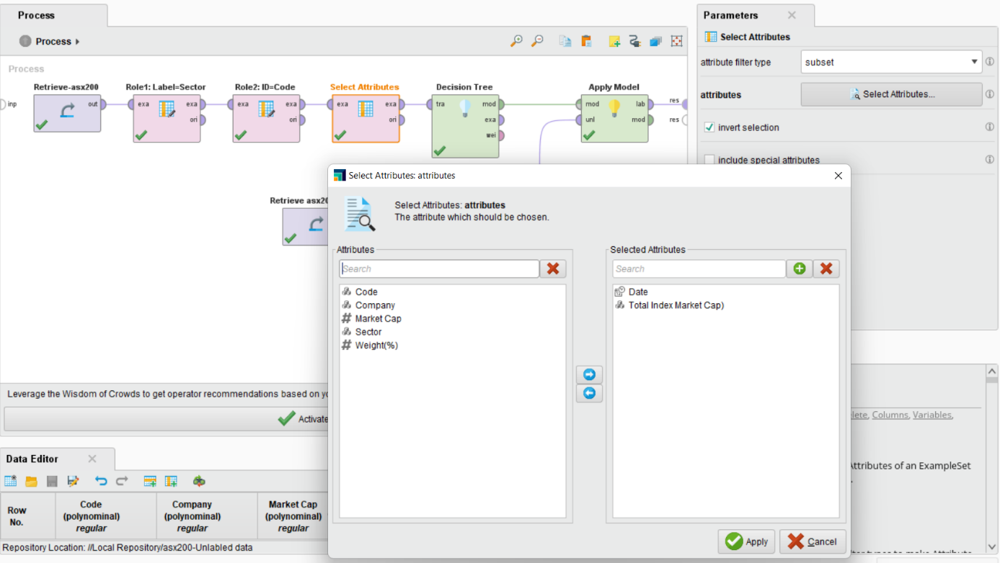 Process
Process
Process
inp
Retrieve-asx200
out
Role1: Label=Sector
exa exa
ori
Role2: ID=Code
exa exa
ori
Select Attributes
exa exa
ori
Decision Tree
tra mod
exa
wei
Apply Model
mod lab
unl mod
res
res
Retrieve asx20
Leverage the Wisdom of Crowds to get operator recommendations based on yo
Activate
Parameters
Select Attributes
attribute filter type subset
attributes Select Attributes...
invert selection
include special attributes
Select Attributes: attributes
Select Attributes: attributes
The attribute which should be chosen.
Attributes
Search
Code
Company
Market Cap
Sector
Weight(%)
Selected Attributes
Search
Date
Total Index Market Cap)
Apply
Cancel
lete, Columns, Variables,
Attributes of an ExampleSet
Data Editor
Row
No.
Code
(polynominal)
regular
Company
(polynominal)
regular
Market Cap
(polynominal)
regular
Repository Location: //Local Repository/asx200-Unlabled data